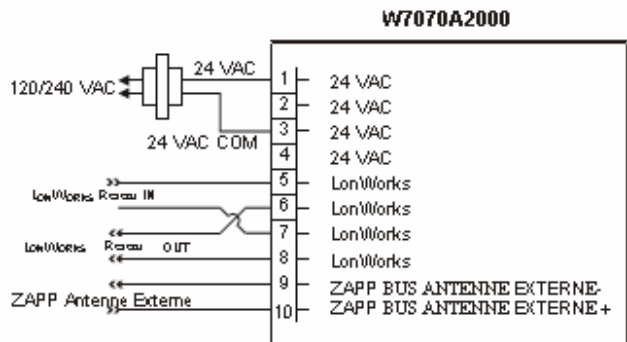 W7070A2000
24 VAC
120/240 VAC
24 VAC COM
LonWorks Reseau IN
LonWorks Reseau OUT
ZAPP Antenne Externe
1 24 VAC
2 24 VAC
3 24 VAC
4 24 VAC
5 LonWorks
6 LonWorks
7 LonWorks
8 LonWorks
9 ZAPP BUS ANTENNE EXTERNE-
10 ZAPP BUS ANTENNE EXTERNE+